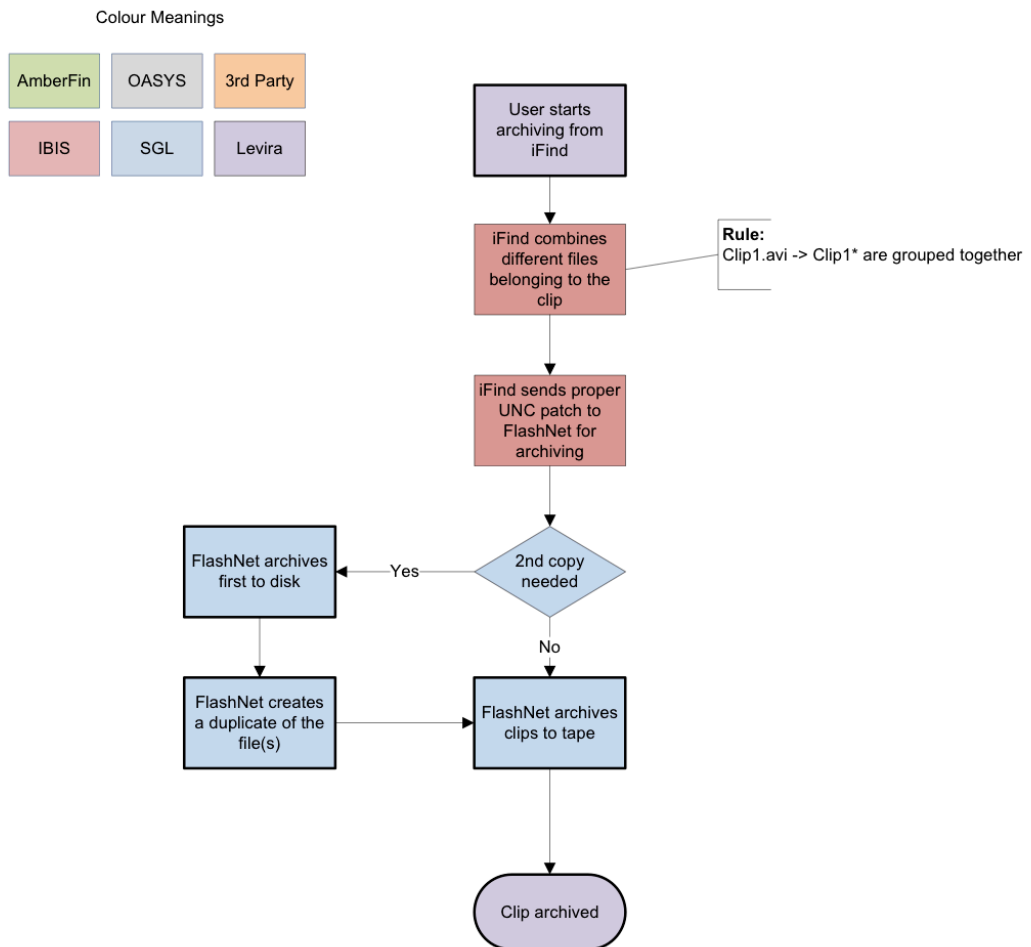 Colour Meanings
AmberFin
OASYS
3rd Party
IBIS
SGL
Levira
User starts
archiving from
iFind
iFind combines
different files
belonging to the
clip
Rule:
Clip1.avi -> Clip1* are grouped together
iFind sends proper
UNC patch to
FlashNet for
archiving
2nd copy
needed
Yes
FlashNet archives
first to disk
No
FlashNet creates
a duplicate of the
file(s)
FlashNet archives
clips to tape
Clip archived